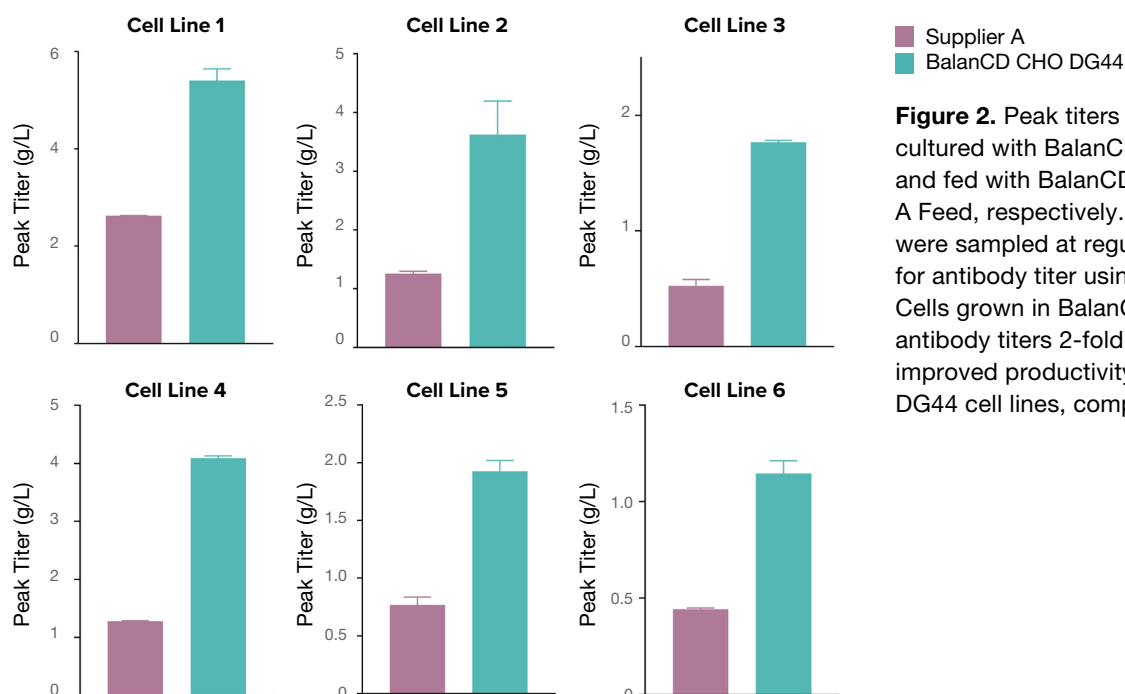 Cell Line 1
Peak Titer (g/L)
6
4
2
0
Cell Line 2
Peak Titer (g/L)
5
4
3
2
1
0
Cell Line 3
Peak Titer (g/L)
2
1
0
Supplier A
BalanCD CHO DG44
Figure 2. Peak titers
cultured with BalanC
and fed with BalanCD
A Feed, respectively.
were sampled at regu
for antibody titer usin
Cells grown in Balan
antibody titers 2-fold
improved productivity
DG44 cell lines, comp
Cell Line 4
Peak Titer (g/L)
5
4
3
2
1
0
Cell Line 5
Peak Titer (g/L)
2.5
2.0
1.5
1.0
0.5
0
Cell Line 6
Peak Titer (g/L)
1.5
1.0
0.5
0